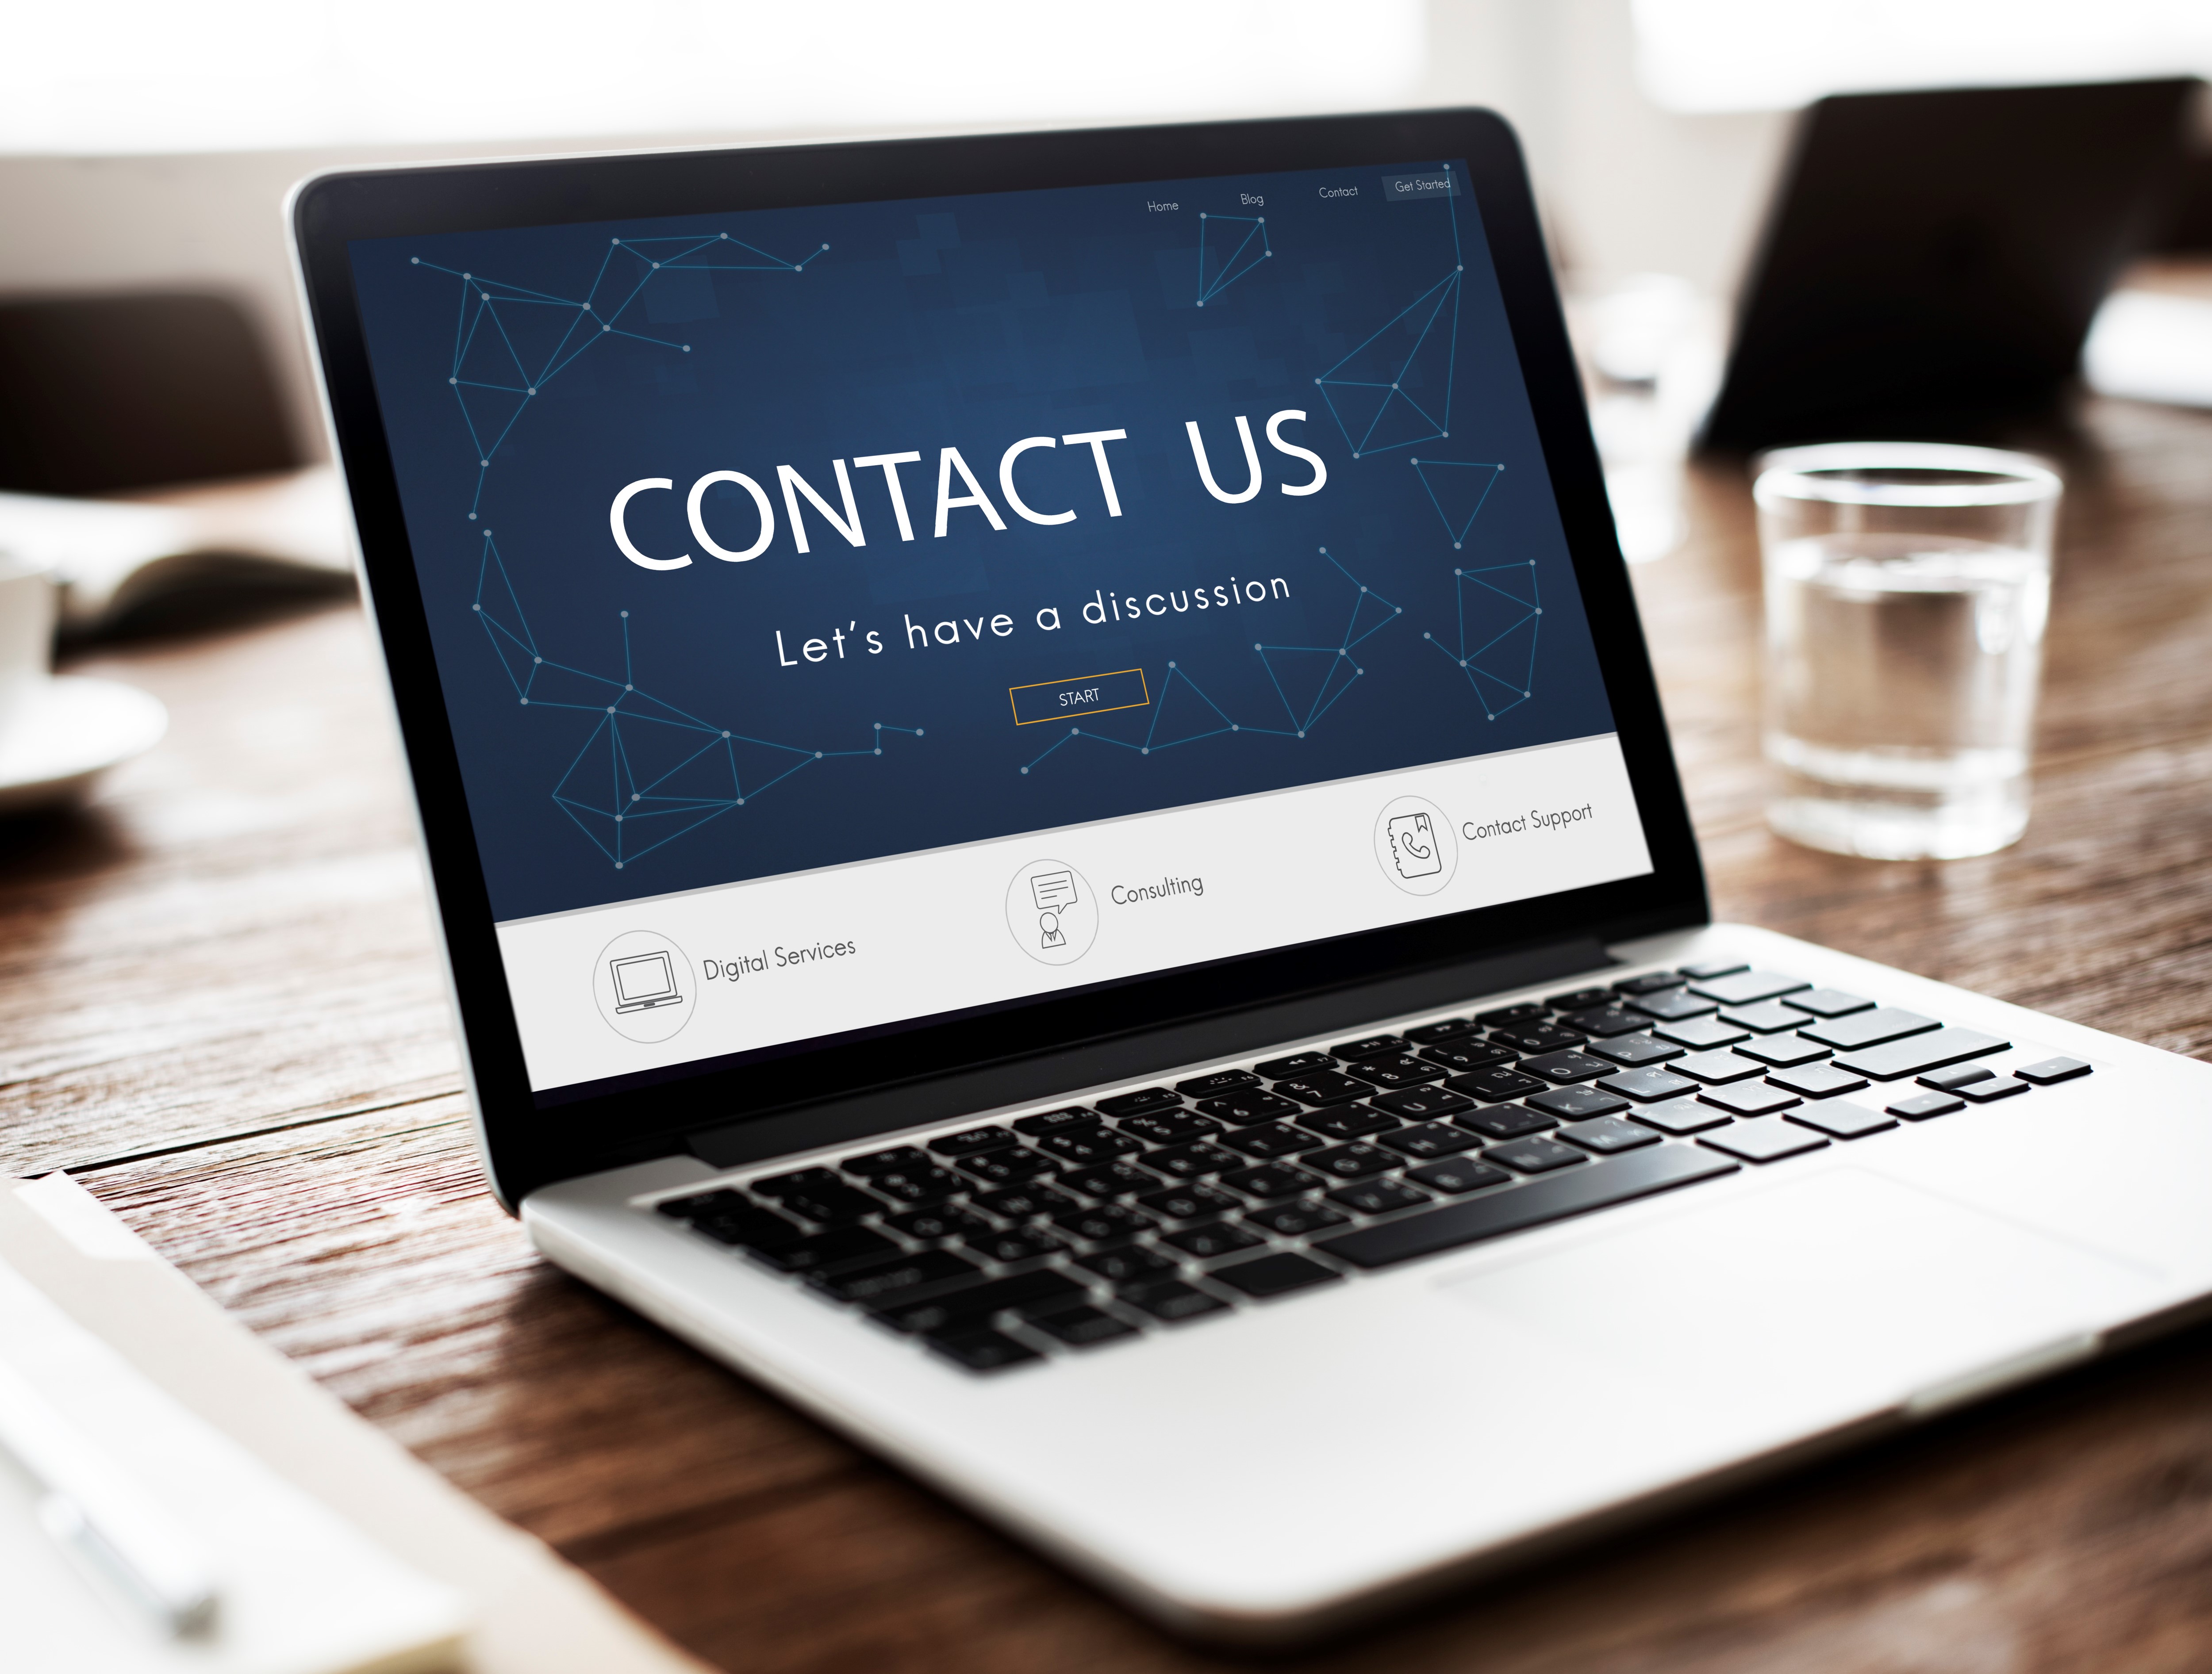 Home Blog Contact Get Started
CONTACT US
Let's have a discussion
START
Digital Services
Consulting
Contact Support